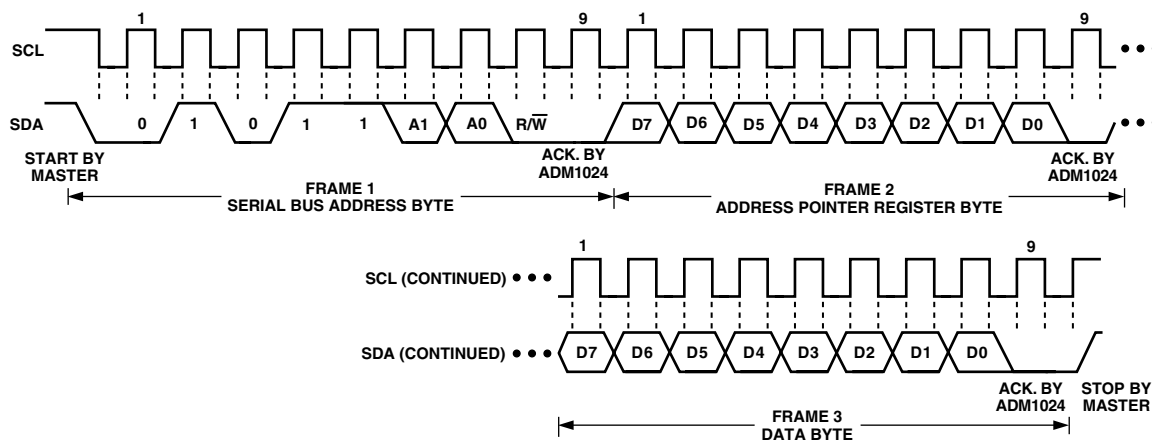 1 9 1 9
SCL
SDA 0 1 0 1 1 A1 A0 R/W̅ D7 D6 D5 D4 D3 D2 D1 D0
START BY
MASTER
ACK. BY
ADM1024
ACK. BY
ADM1024
FRAME 1
SERIAL BUS ADDRESS BYTE
FRAME 2
ADDRESS POINTER REGISTER BYTE
1 9
SCL (CONTINUED)
SDA (CONTINUED) D7 D6 D5 D4 D3 D2 D1 D0
ACK. BY
ADM1024
STOP BY
MASTER
FRAME 3
DATA BYTE